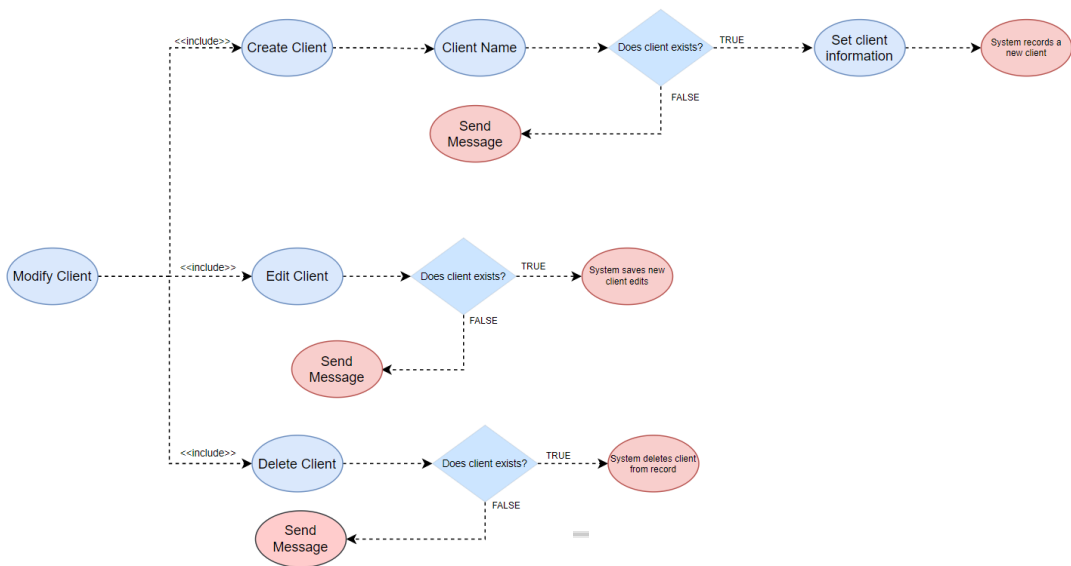 <<include>>
Create Client
Client Name
Does client exists?
TRUE
Set client
information
System records a
new client
FALSE
Send
Message
Modify Client
<<include>>
Edit Client
Does client exists?
TRUE
System saves new
client edits
FALSE
Send
Message
<<include>>
Delete Client
Does client exists?
TRUE
System deletes client
from record
FALSE
Send
Message